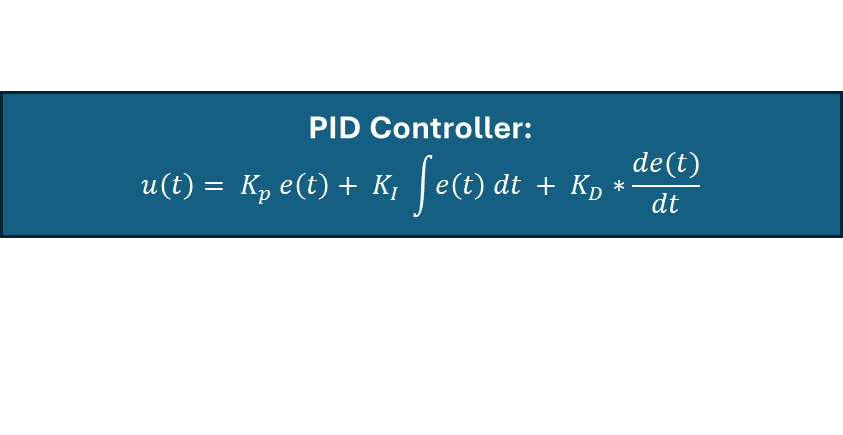 PID Controller:
u(t) = K_p e(t) + K_I ∫ e(t) dt + K_D * de(t)/dt